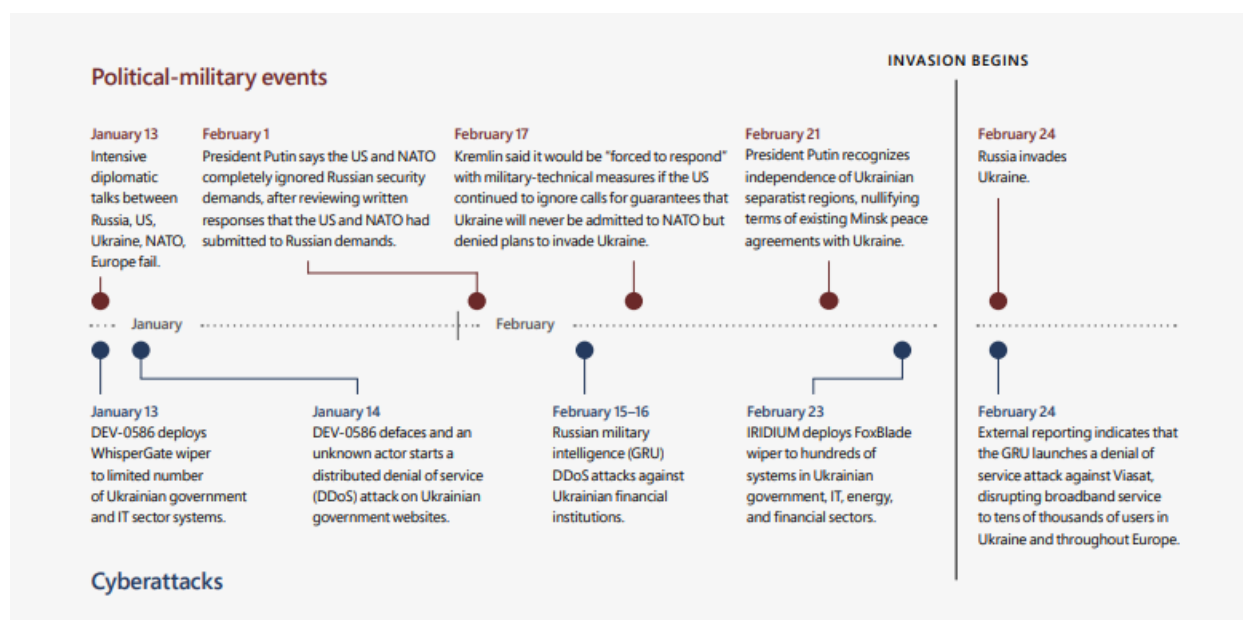 INVASION BEGINS
Political-military events
January 13
Intensive
diplomatic
talks between
Russia, US,
Ukraine, NATO,
Europe fail.
February 1
President Putin says the US and NATO
completely ignored Russian security
demands, after reviewing written
responses that the US and NATO had
submitted to Russian demands.
February 17
Kremlin said it would be “forced to respond”
with military-technical measures if the US
continued to ignore calls for guarantees that
Ukraine will never be admitted to NATO but
denied plans to invade Ukraine.
February 21
President Putin recognizes
independence of Ukrainian
separatist regions, nullifying
terms of existing Minsk peace
agreements with Ukraine.
February 24
Russia invades
Ukraine.
January
February
January 13
DEV-0586 deploys
WhisperGate wiper
to limited number
of Ukrainian government
and IT sector systems.
January 14
DEV-0586 defaces and an
unknown actor starts a
distributed denial of service
(DDoS) attack on Ukrainian
government websites.
February 15–16
Russian military
intelligence (GRU)
DDoS attacks against
Ukrainian financial
institutions.
February 23
IRIDIUM deploys FoxBlade
wiper to hundreds of
systems in Ukrainian
government, IT, energy,
and financial sectors.
February 24
External reporting indicates that
the GRU launches a denial of
service attack against Viasat,
disrupting broadband service
to tens of thousands of users in
Ukraine and throughout Europe.
Cyberattacks